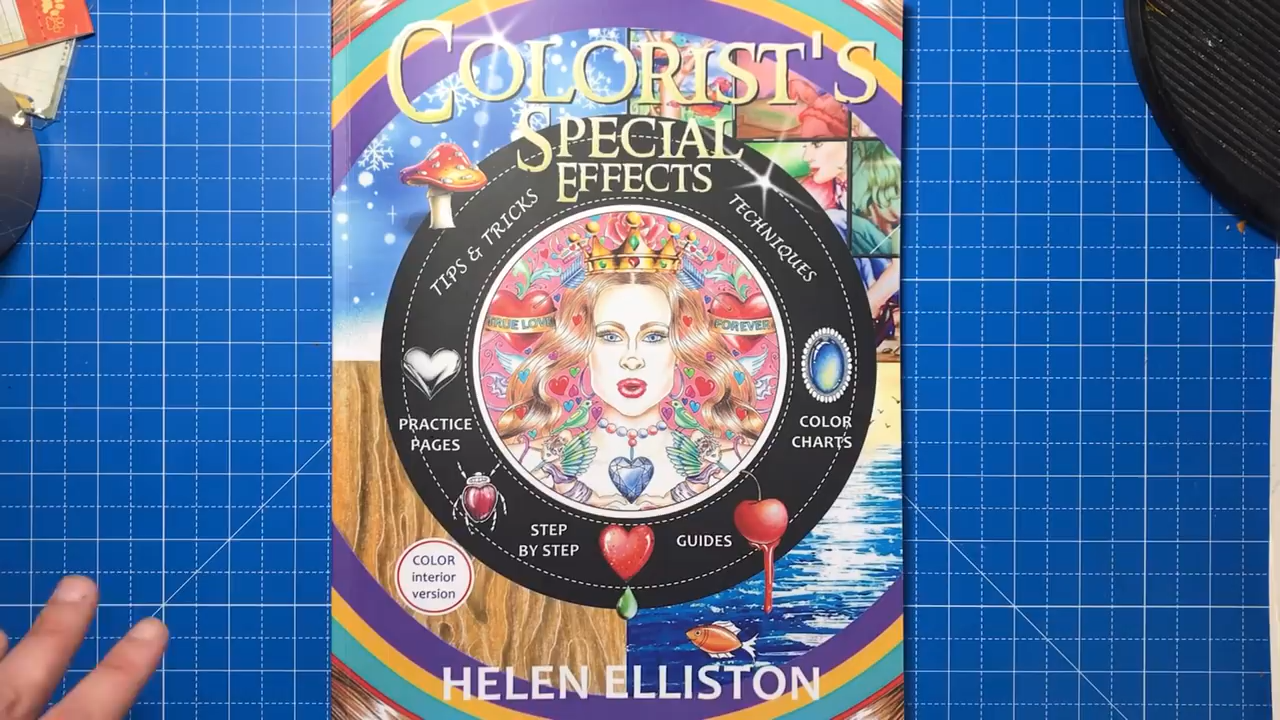 COLORIST'S
SPECIAL
EFFECTS
TIPS & TRICKS
TECHNIQUES
TRUE LOVE
FOREVER
PRACTICE
PAGES
COLOR
CHARTS
STEP
BY STEP
GUIDES
COLOR
interior
version
HELEN ELLISTON